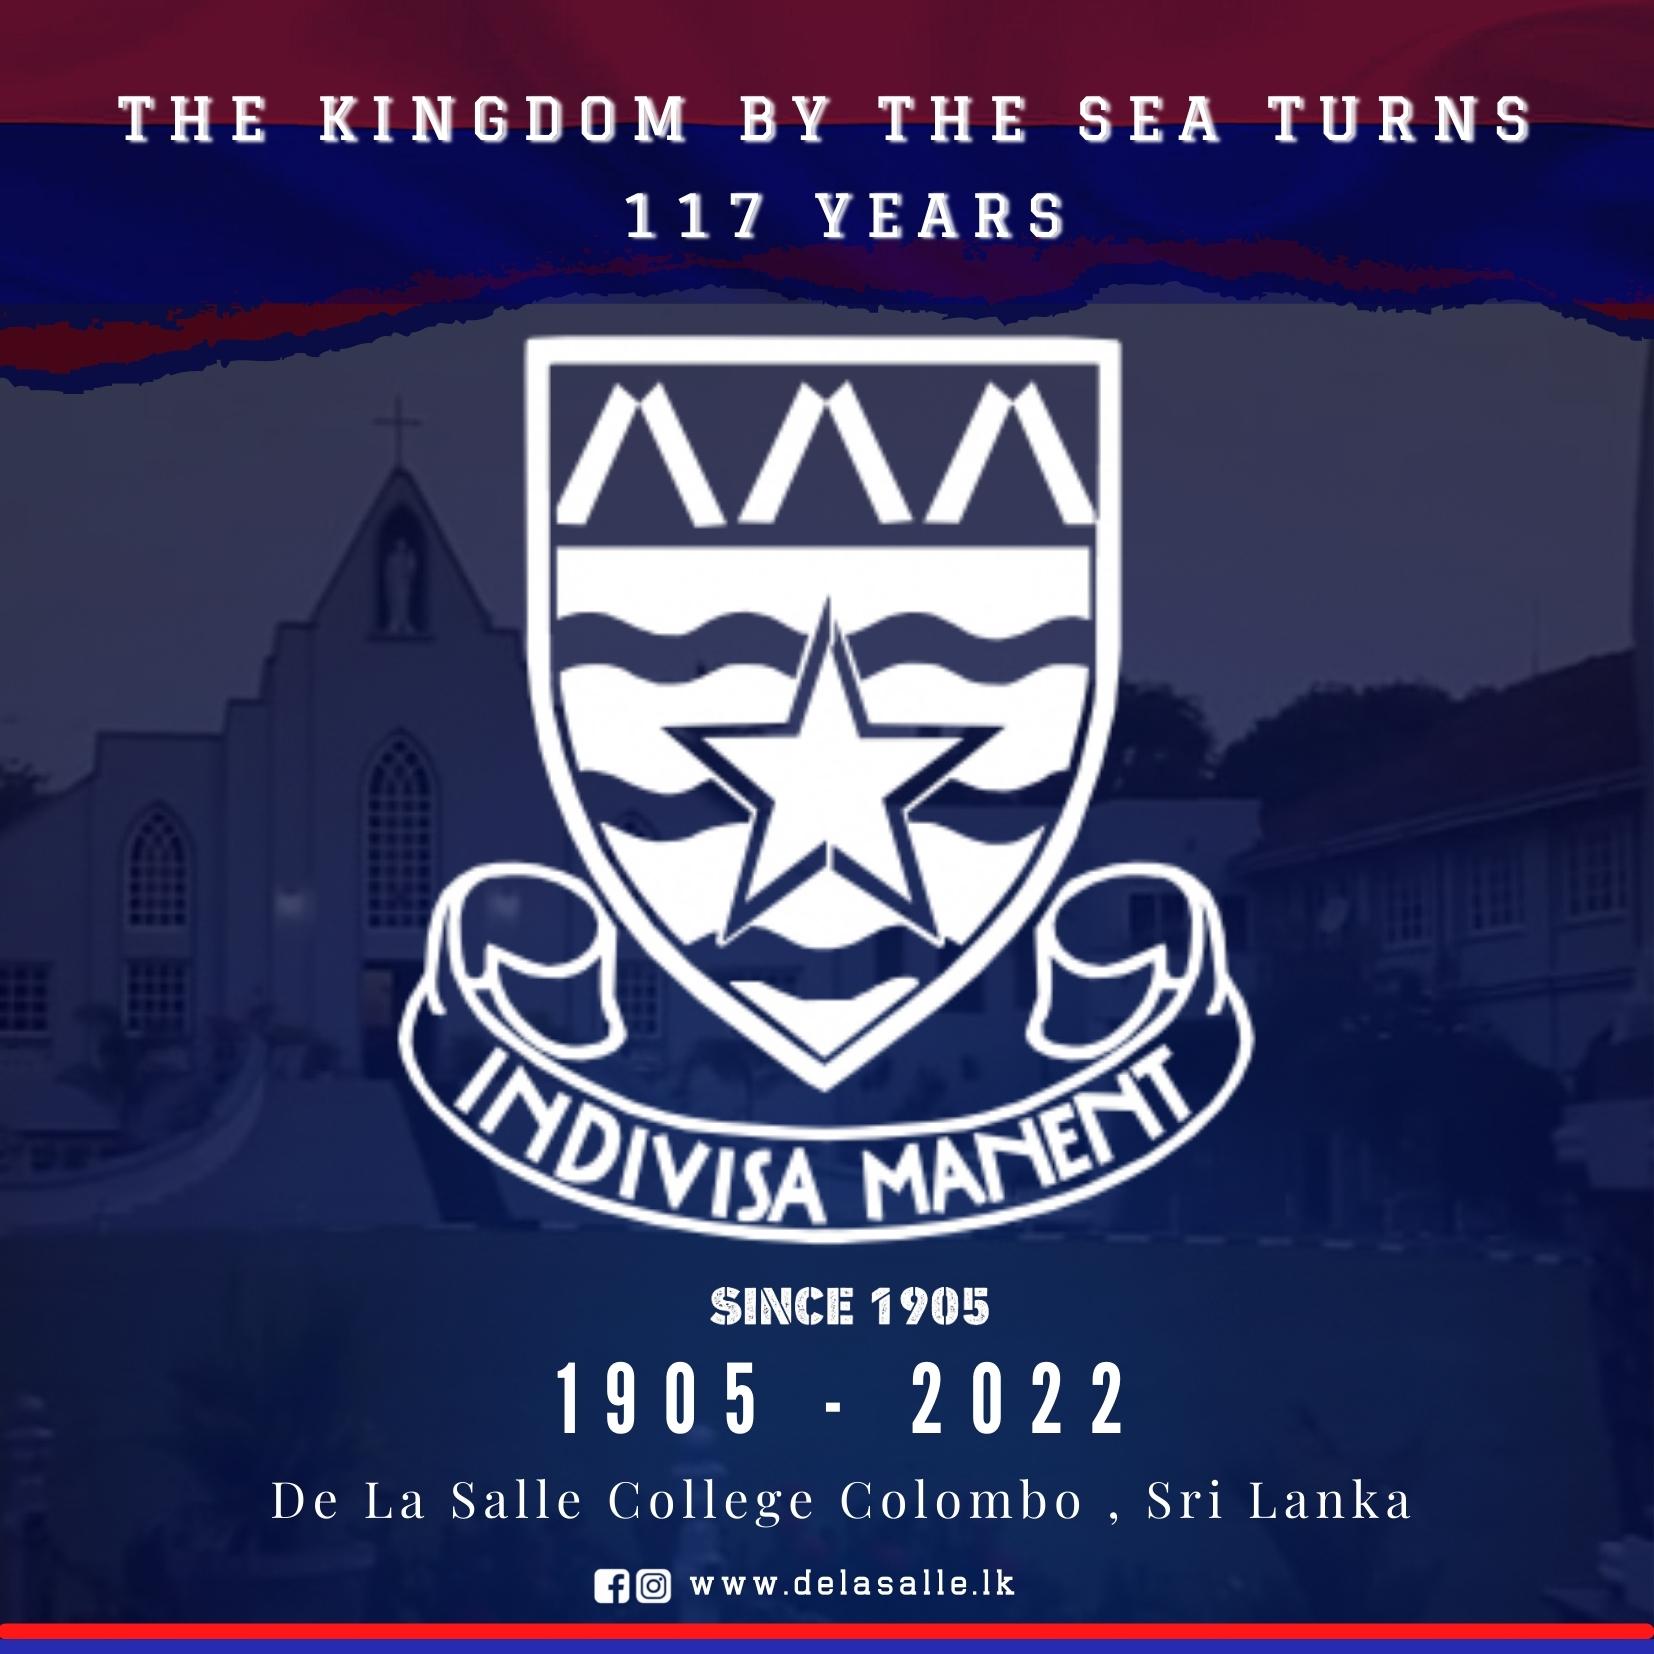 THE KINGDOM BY THE SEA TURNS
117 YEARS
INDIVISA MANENT
SINCE 1905
1905 - 2022
De La Salle College Colombo , Sri Lanka
www.delasalle.lk